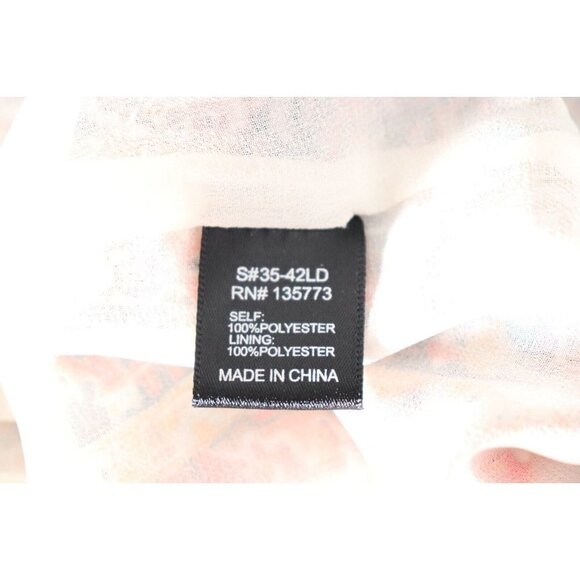 S#35-42LD
RN# 135773
SELF:
100%POLYESTER
LINING:
100%POLYESTER
MADE IN CHINA